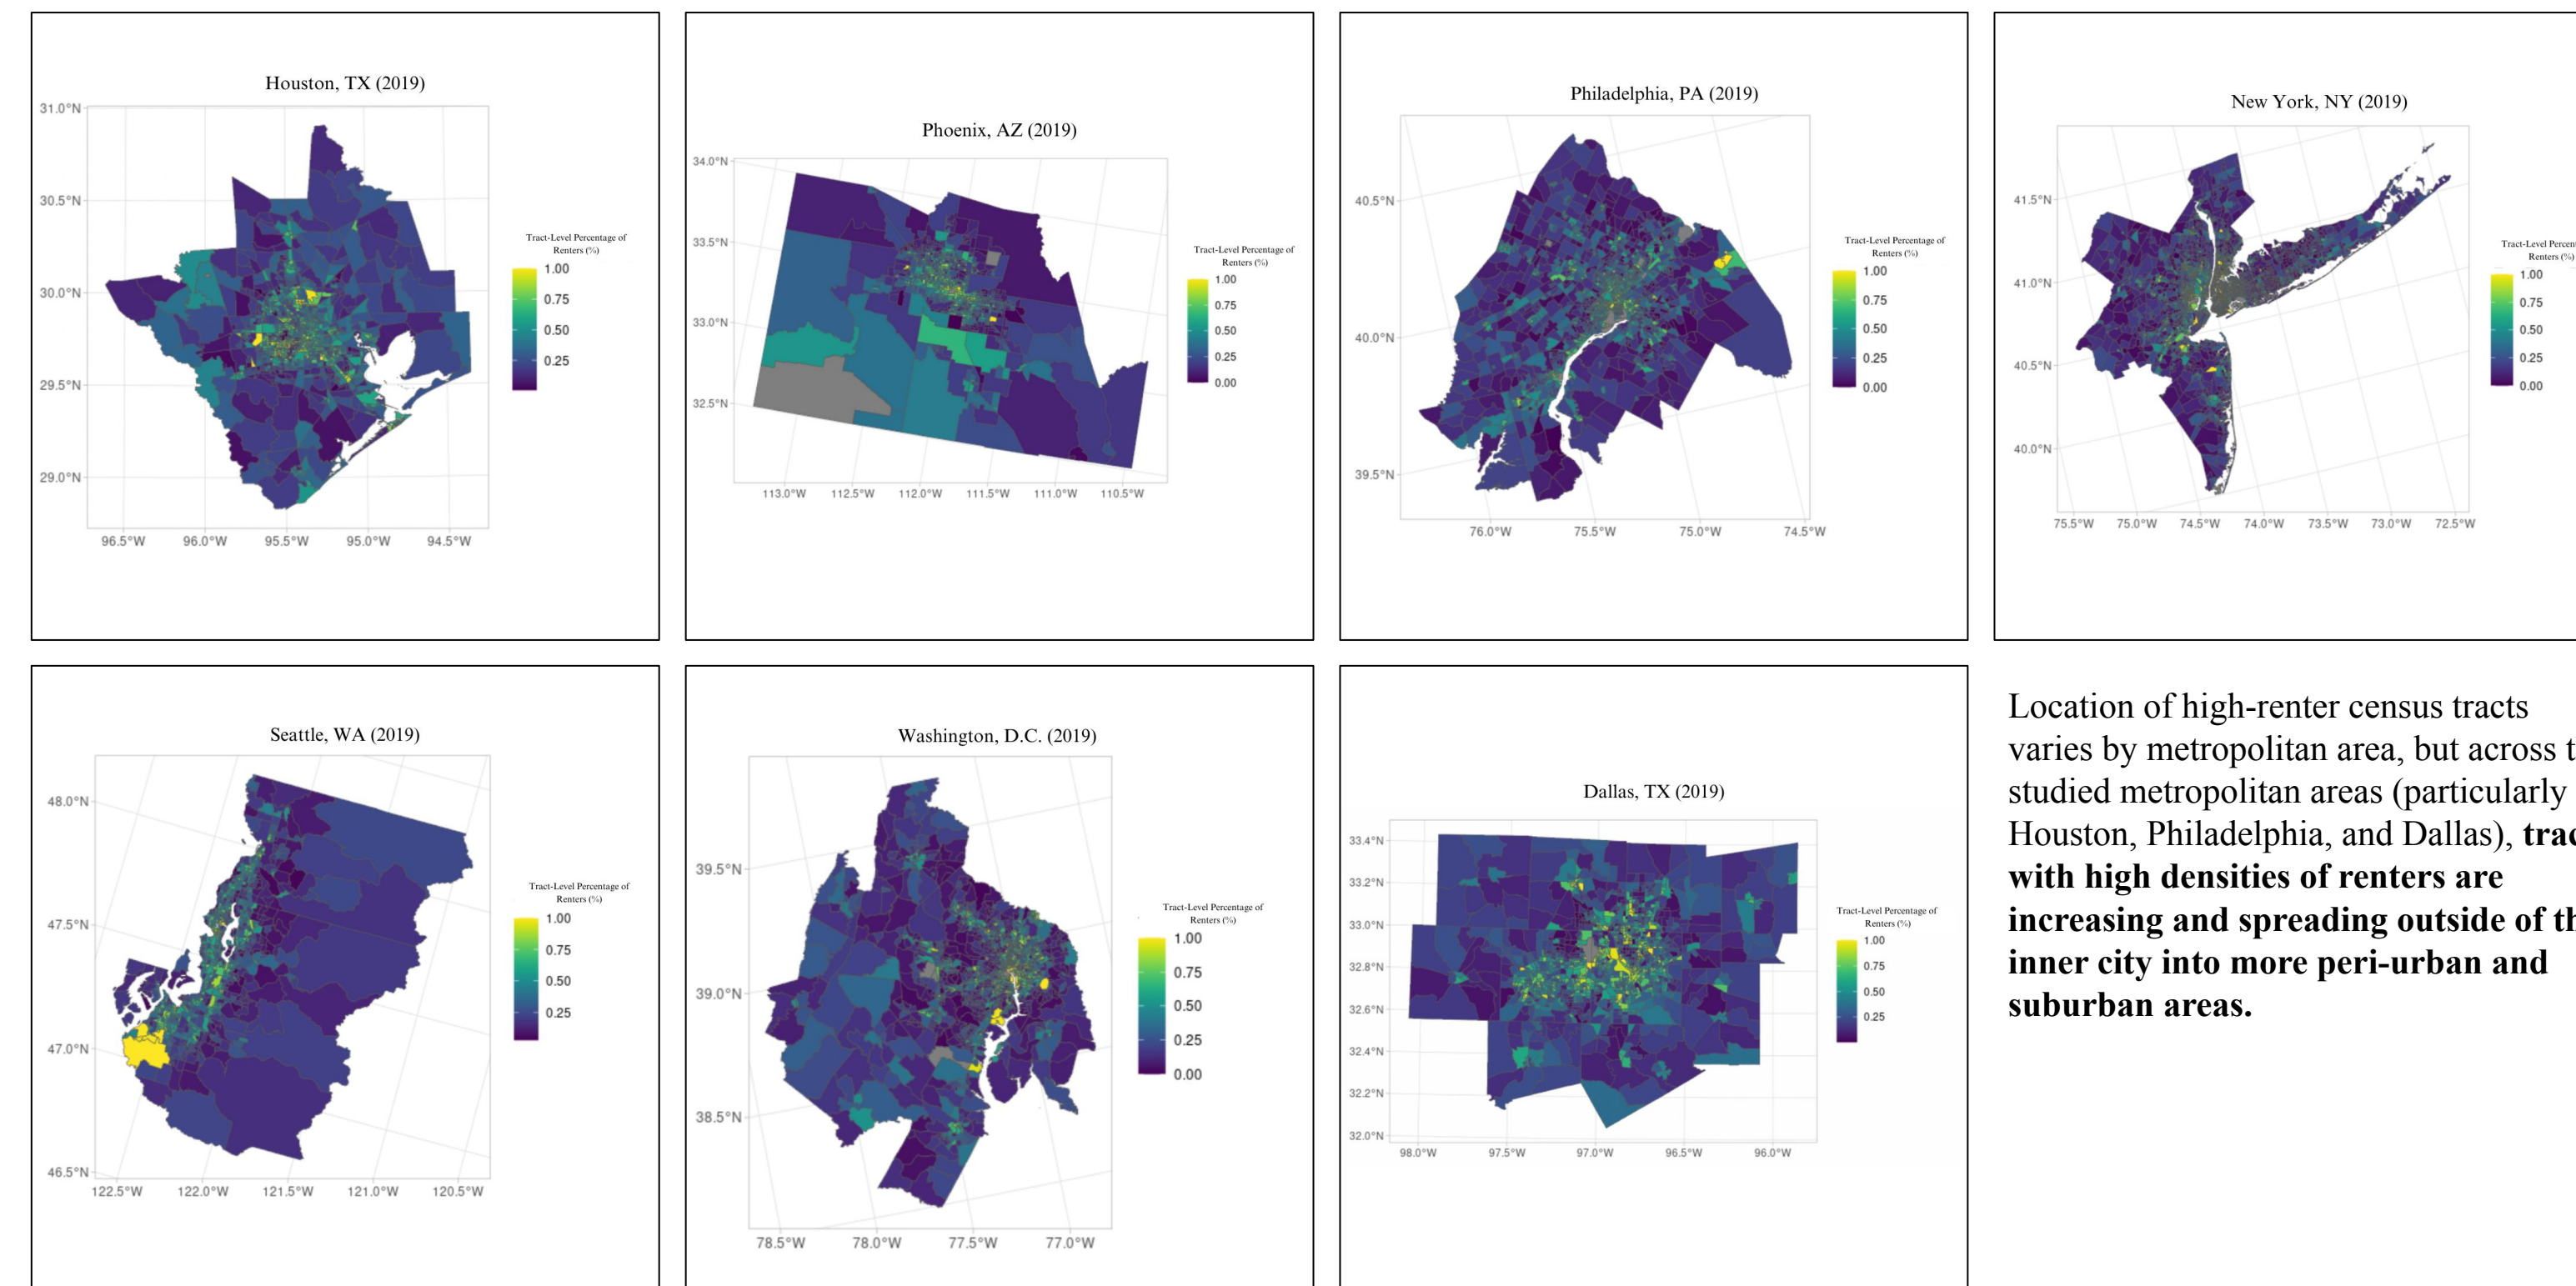 Houston, TX (2019)
31.0°N
30.5°N
30.0°N
29.5°N
29.0°N
96.5°W 96.0°W 95.5°W 95.0°W 94.5°W
Tract-Level Percentage of
Renters (%)
1.00
0.75
0.50
0.25
Phoenix, AZ (2019)
34.0°N
33.5°N
33.0°N
32.5°N
113.0°W 112.5°W 112.0°W 111.5°W 111.0°W 110.5°W
Tract-Level Percentage of
Renters (%)
1.00
0.75
0.50
0.25
0.00
Philadelphia, PA (2019)
40.5°N
40.0°N
39.5°N
76.0°W 75.5°W 75.0°W 74.5°W
Tract-Level Percentage of
Renters (%)
1.00
0.75
0.50
0.25
0.00
New York, NY (2019)
41.5°N
41.0°N
40.5°N
40.0°N
75.5°W 75.0°W 74.5°W 74.0°W 73.5°W 73.0°W 72.5°W
Tract-Level Percent
Renters (%)
1.00
0.75
0.50
0.25
0.00
Seattle, WA (2019)
48.0°N
47.5°N
47.0°N
46.5°N
122.5°W 122.0°W 121.5°W 121.0°W 120.5°W
Tract-Level Percentage of
Renters (%)
1.00
0.75
0.50
0.25
Washington, D.C. (2019)
39.5°N
39.0°N
38.5°N
78.5°W 78.0°W 77.5°W 77.0°W
Tract-Level Percentage of
Renters (%)
1.00
0.75
0.50
0.25
0.00
Dallas, TX (2019)
33.4°N
33.2°N
33.0°N
32.8°N
32.6°N
32.4°N
32.2°N
32.0°N
98.0°W 97.5°W 97.0°W 96.5°W 96.0°W
Tract-Level Percentage of
Renters (%)
1.00
0.75
0.50
0.25
Location of high-renter census tracts
varies by metropolitan area, but across
studied metropolitan areas (particularly
Houston, Philadelphia, and Dallas),
with high densities of renters are
increasing and spreading outside of
inner city into more peri-urban and
suburban areas.